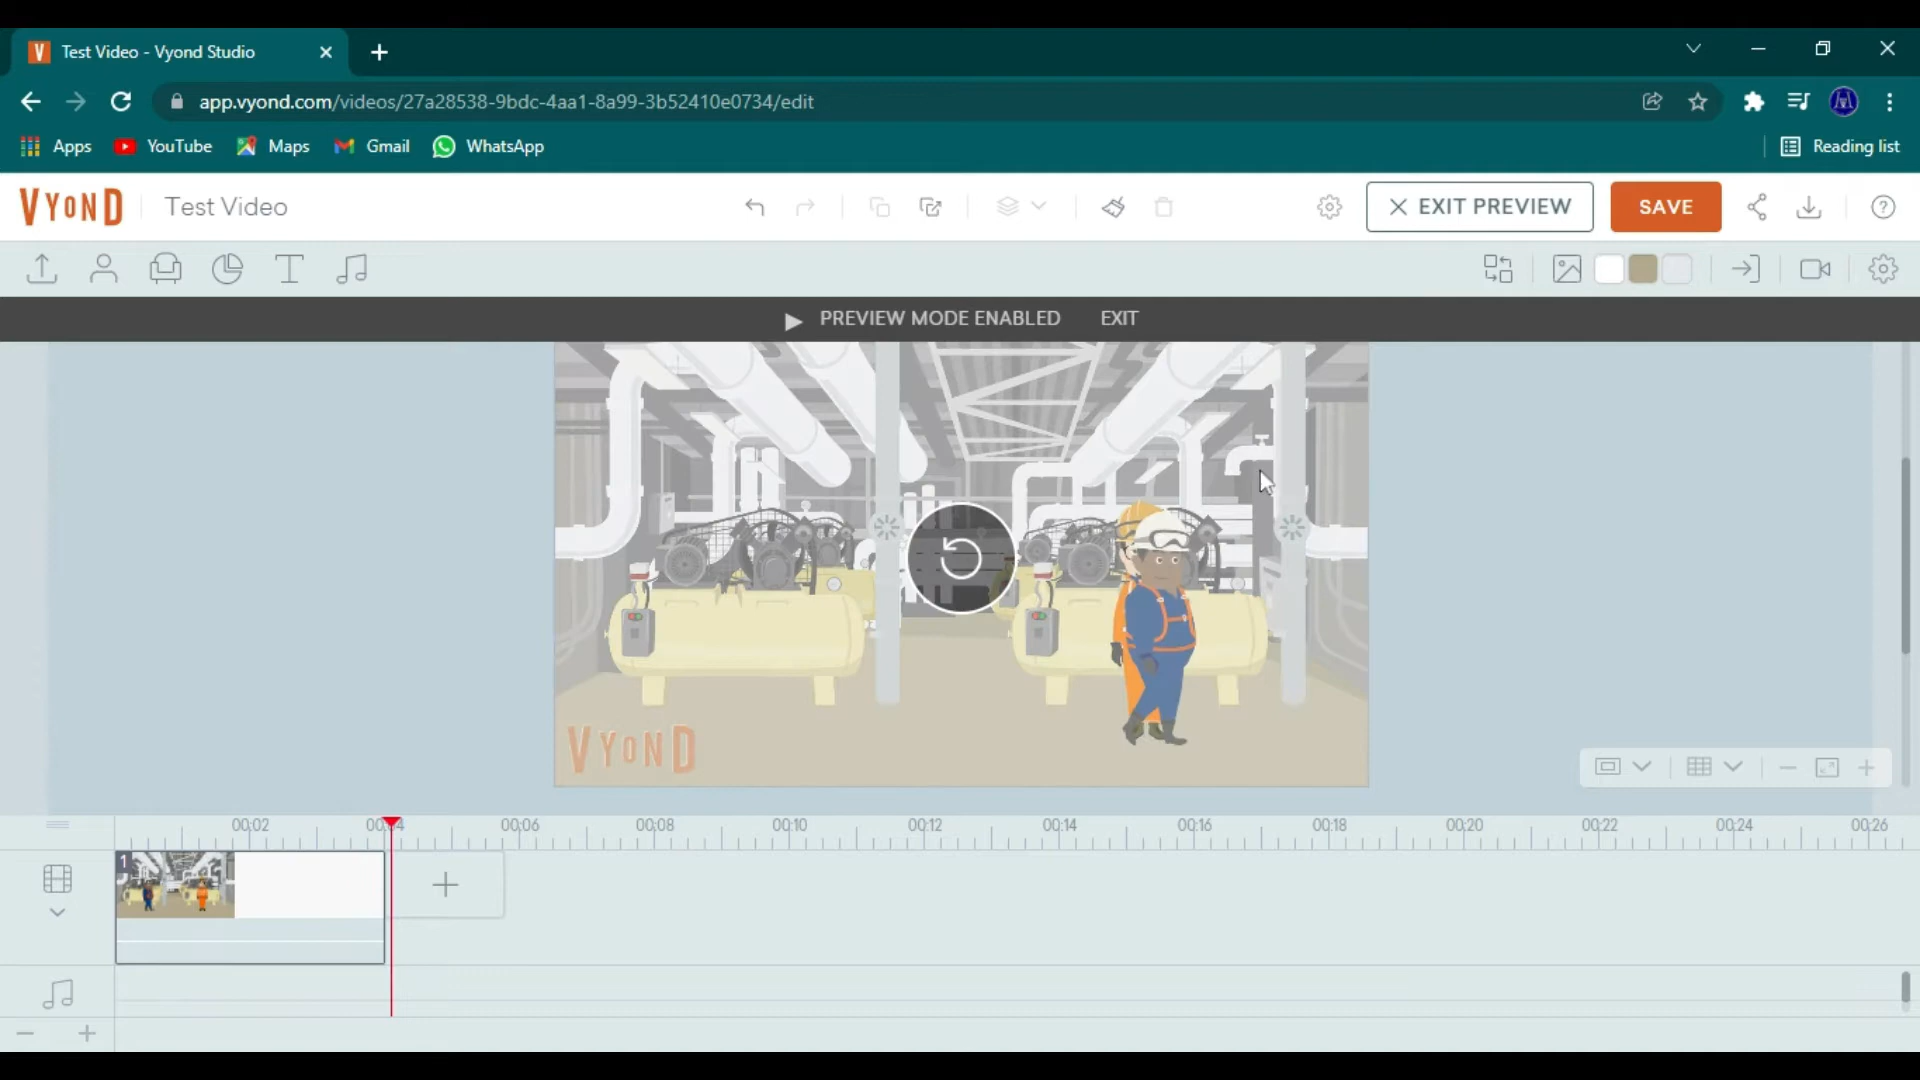 Test Video - Vyond Studio
app.vyond.com/videos/27a28538-9bdc-4aa1-8a99-3b52410e0734/edit
Apps YouTube Maps Gmail WhatsApp Reading list
VYOND Test Video EXIT PREVIEW SAVE
PREVIEW MODE ENABLED EXIT
VYOND
00:02 00:04 00:06 00:08 00:10 00:12 00:14 00:16 00:18 00:20 00:22 00:24 00:26
1